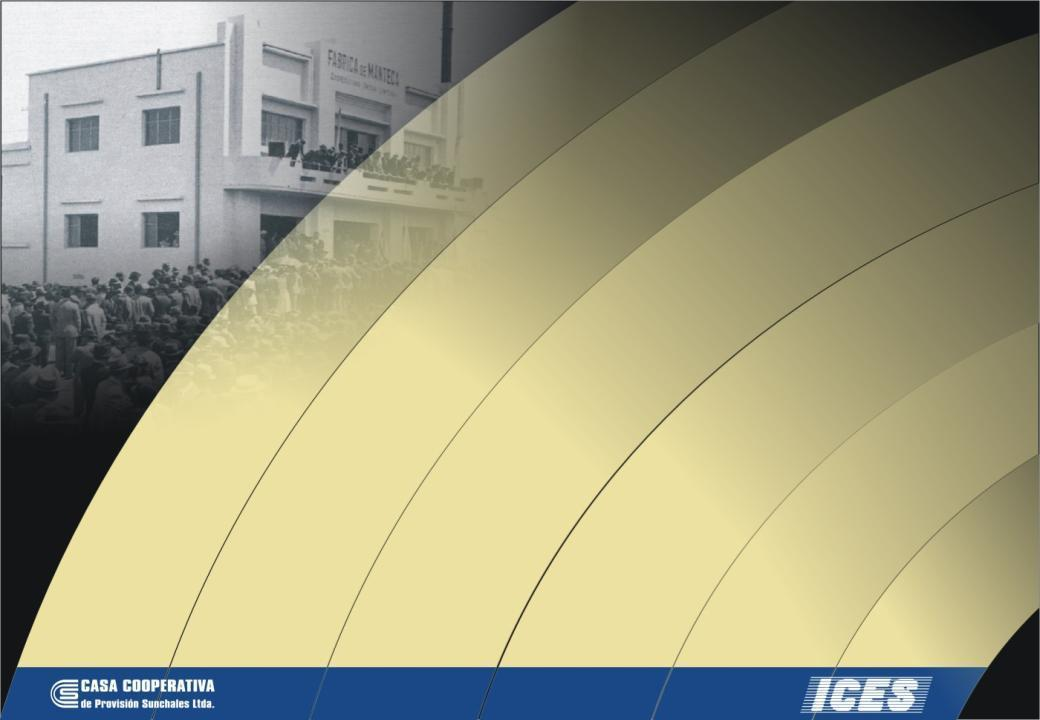 FABRICA DE MANTECA
CASA COOPERATIVA
de Provisión Sunchales Ltda.
ICES